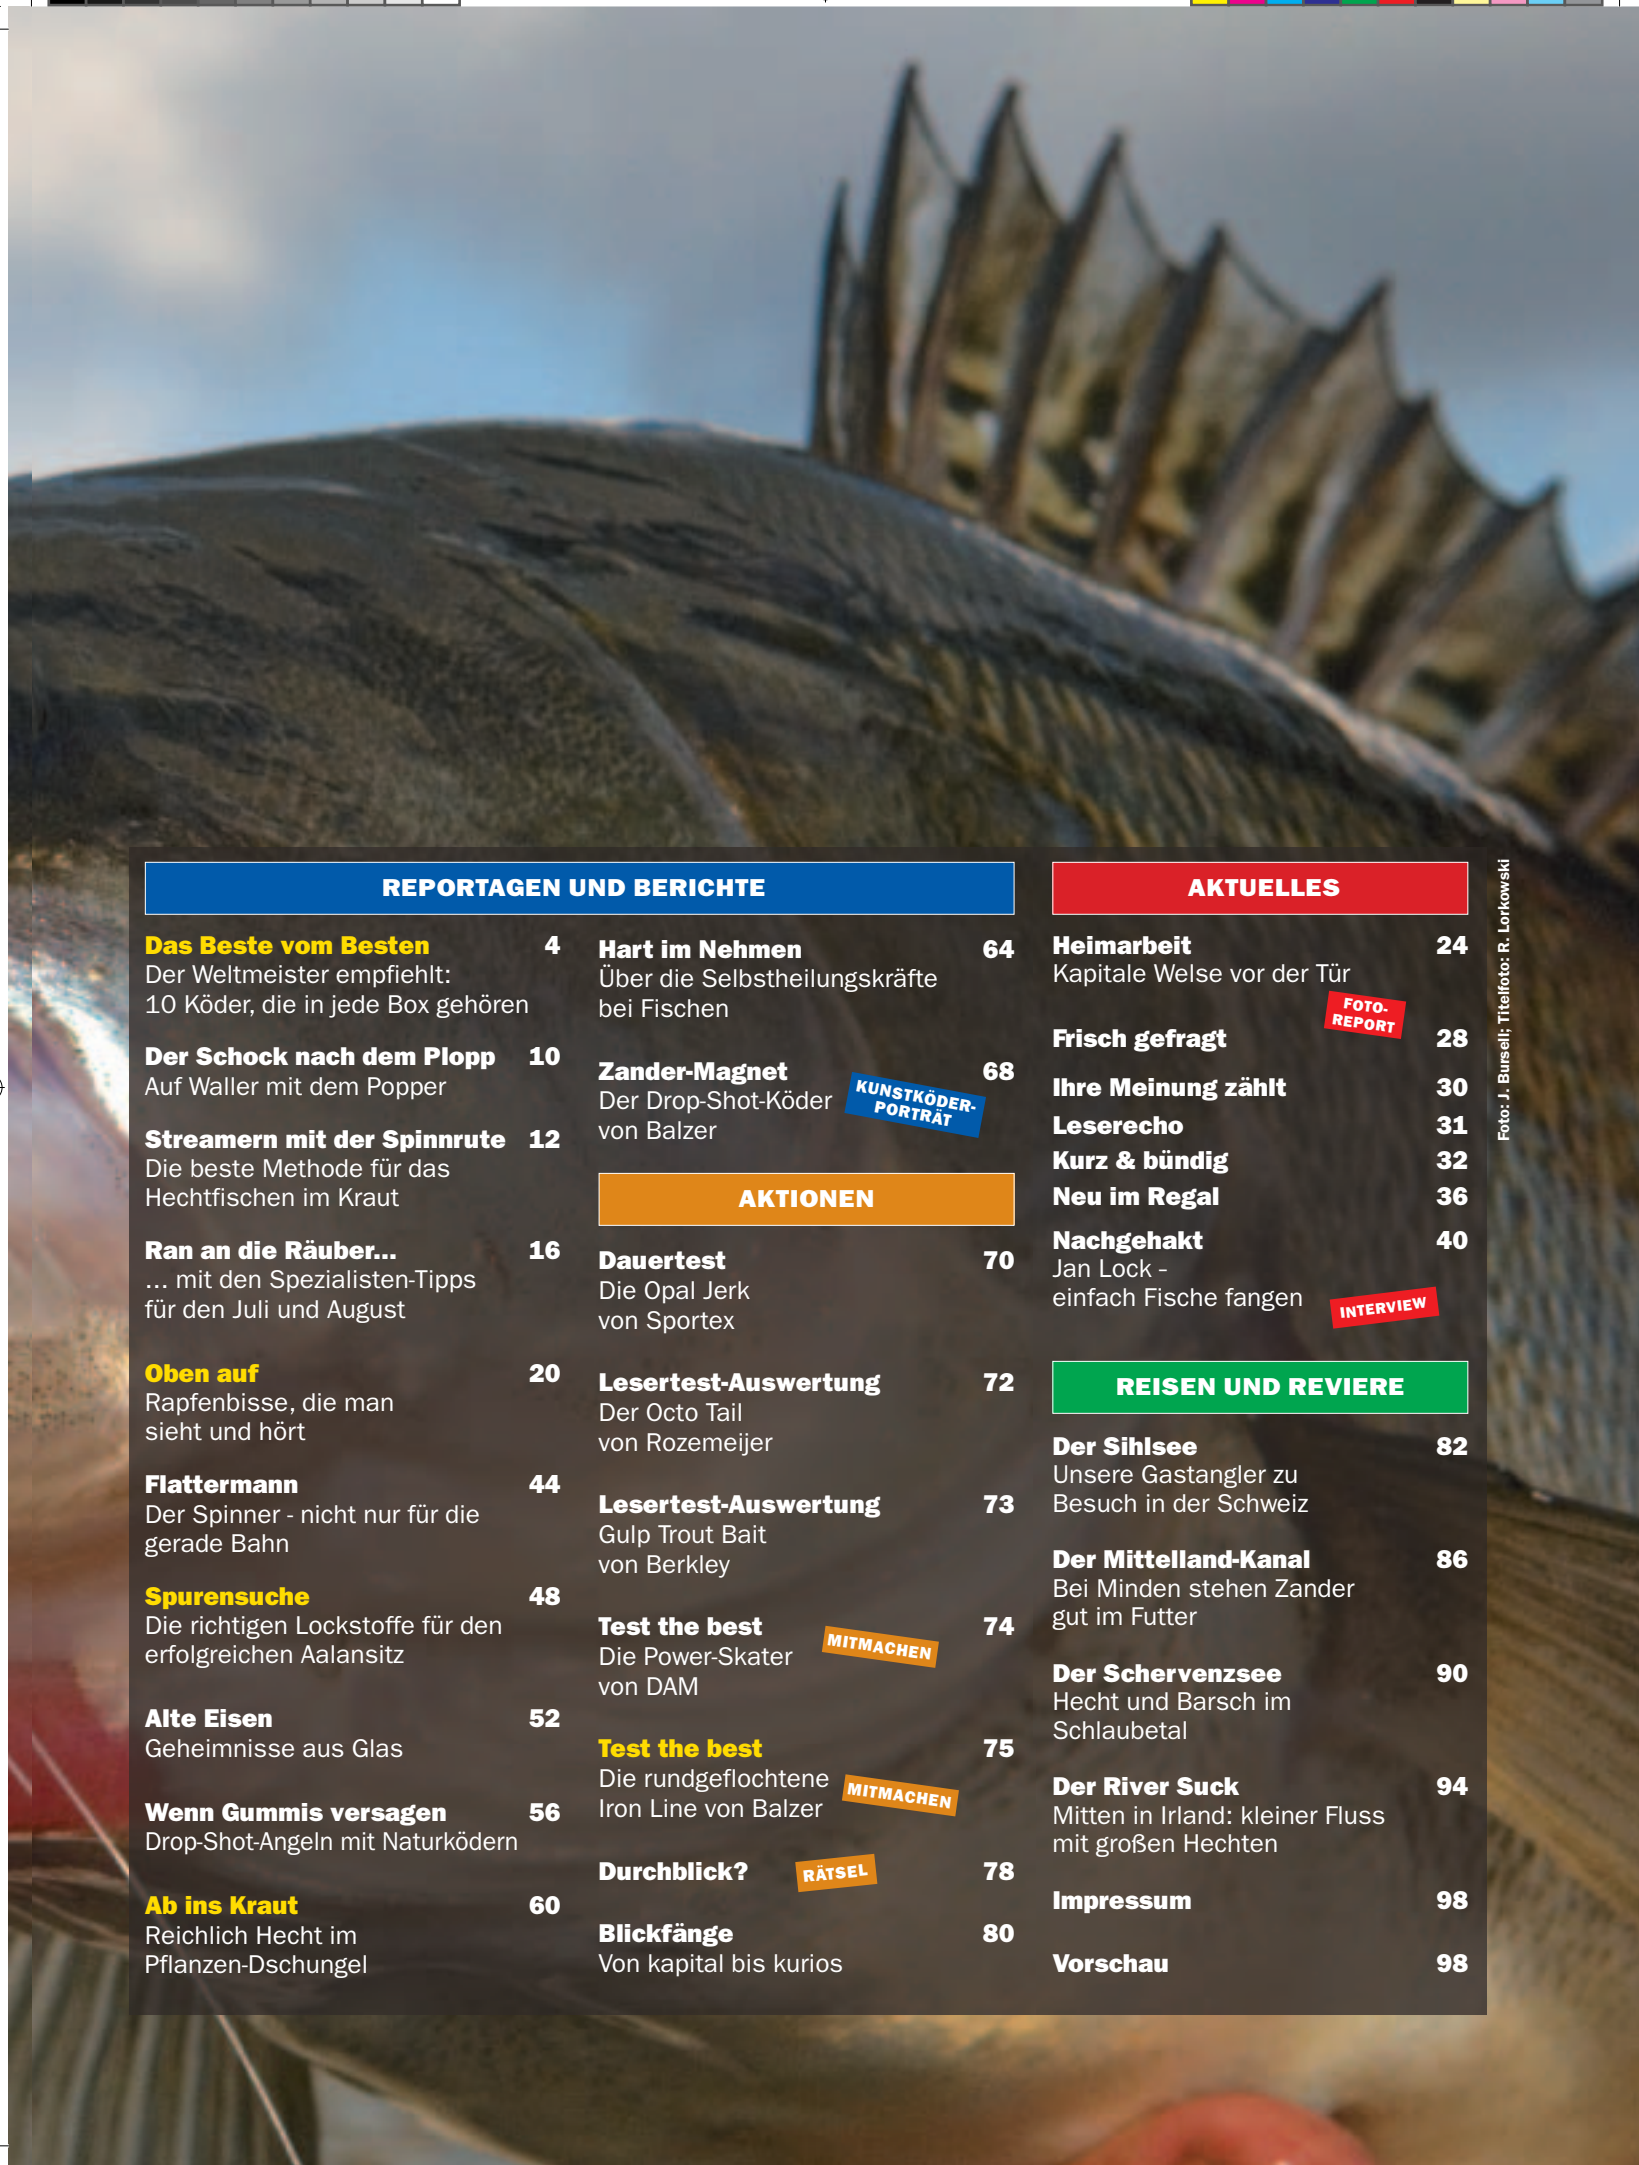 REPORTAGEN UND BERICHTE
Das Beste vom Besten 4
Der Weltmeister empfiehlt:
10 Köder, die in jede Box gehören
Der Schock nach dem Plopp 10
Auf Waller mit dem Popper
Streamern mit der Spinnrute 12
Die beste Methode für das
Hechtfischen im Kraut
Ran an die Räuber... 16
... mit den Spezialisten-Tipps
für den Juli und August
Oben auf 20
Rapfenbisse, die man
sieht und hört
Flattermann 44
Der Spinner - nicht nur für die
gerade Bahn
Spurensuche 48
Die richtigen Lockstoffe für den
erfolgreichen Aalansitz
Alte Eisen 52
Geheimnisse aus Glas
Wenn Gummis versagen 56
Drop-Shot-Angeln mit Naturködern
Ab ins Kraut 60
Reichlich Hecht im
Pflanzen-Dschungel
Hart im Nehmen 64
Über die Selbstheilungskräfte
bei Fischen
Zander-Magnet 68
Der Drop-Shot-Köder
von Balzer
KUNSTKÖDER-
PORTRÄT
AKTIONEN
Dauertest 70
Die Opal Jerk
von Sportex
Lesertest-Auswertung 72
Der Octo Tail
von Rozemeijer
Lesertest-Auswertung 73
Gulp Trout Bait
von Berkley
Test the best 74
Die Power-Skater
von DAM
MITMACHEN
Test the best 75
Die rundgeflochtene
Iron Line von Balzer
MITMACHEN
Durchblick? RÄTSEL 78
Blickfänge 80
Von kapital bis kurios
AKTUELLES
Heimarbeit 24
Kapitale Welse vor der Tür
FOTO-
REPORT
Frisch gefragt 28
Ihre Meinung zählt 30
Leserecho 31
Kurz & bündig 32
Neu im Regal 36
Nachgehakt 40
Jan Lock -
einfach Fische fangen
INTERVIEW
REISEN UND REVIERE
Der Sihlsee 82
Unsere Gastangler zu
Besuch in der Schweiz
Der Mittelland-Kanal 86
Bei Minden stehen Zander
gut im Futter
Der Schervenzsee 90
Hecht und Barsch im
Schlaubetal
Der River Suck 94
Mitten in Irland: kleiner Fluss
mit großen Hechten
Impressum 98
Vorschau 98
Foto: J. Bursell; Titelfoto: R. Lorkowski